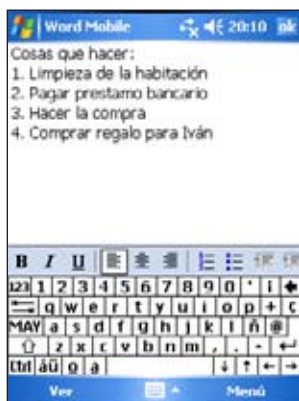 Word Mobile 20:10 ok
Cosas que hacer:
1. Limpieza de la habitación
2. Pagar prestamo bancario
3. Hacer la compra
4. Comprar regalo para Iván
B I U
123 1 2 3 4 5 6 7 8 9 0 ' ¡
q w e r t y u i o p + ç
MAY a s d f g h j k l ñ @
z x c v b n m , . -
Ctrl áü º ª
Ver Menú